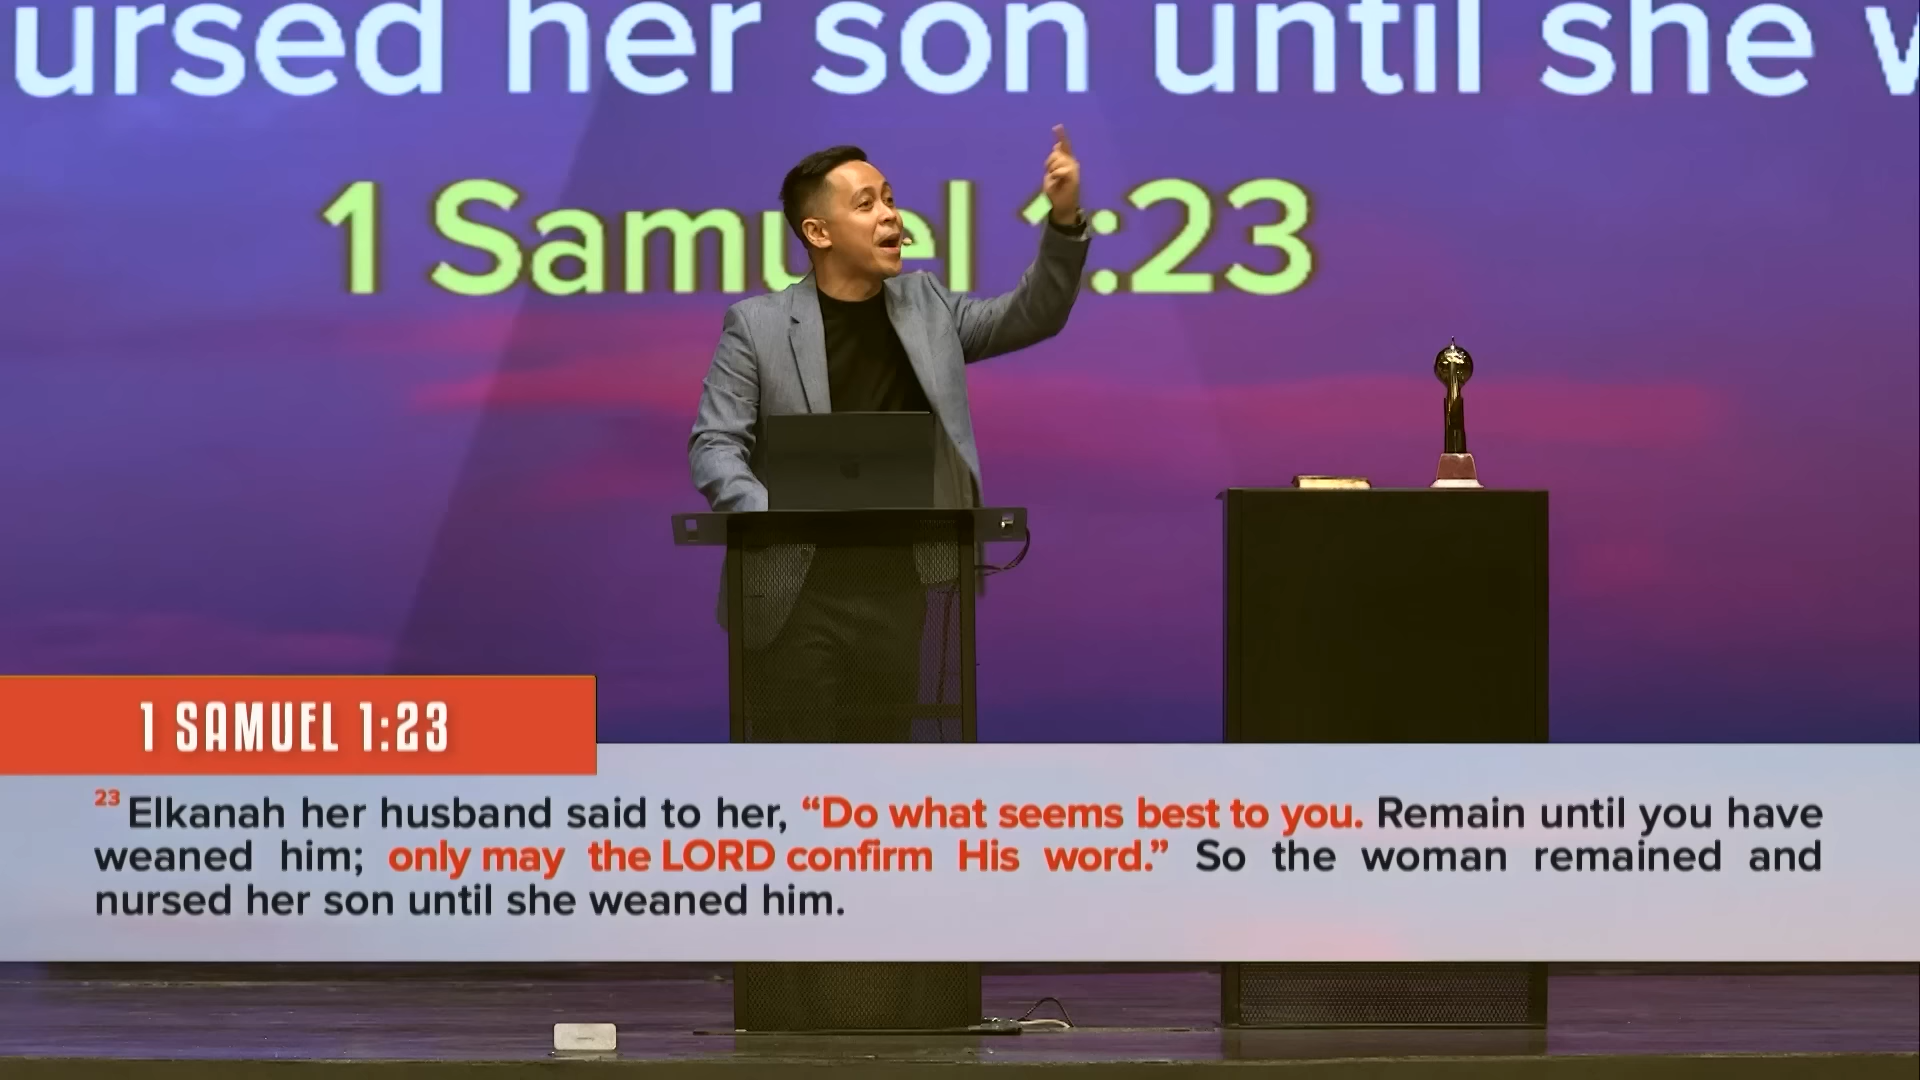 ursed her son until she w
1 Samuel 1:23
1 SAMUEL 1:23
23 Elkanah her husband said to her, “Do what seems best to you. Remain until you have
weaned him; only may the LORD confirm His word.” So the woman remained and
nursed her son until she weaned him.